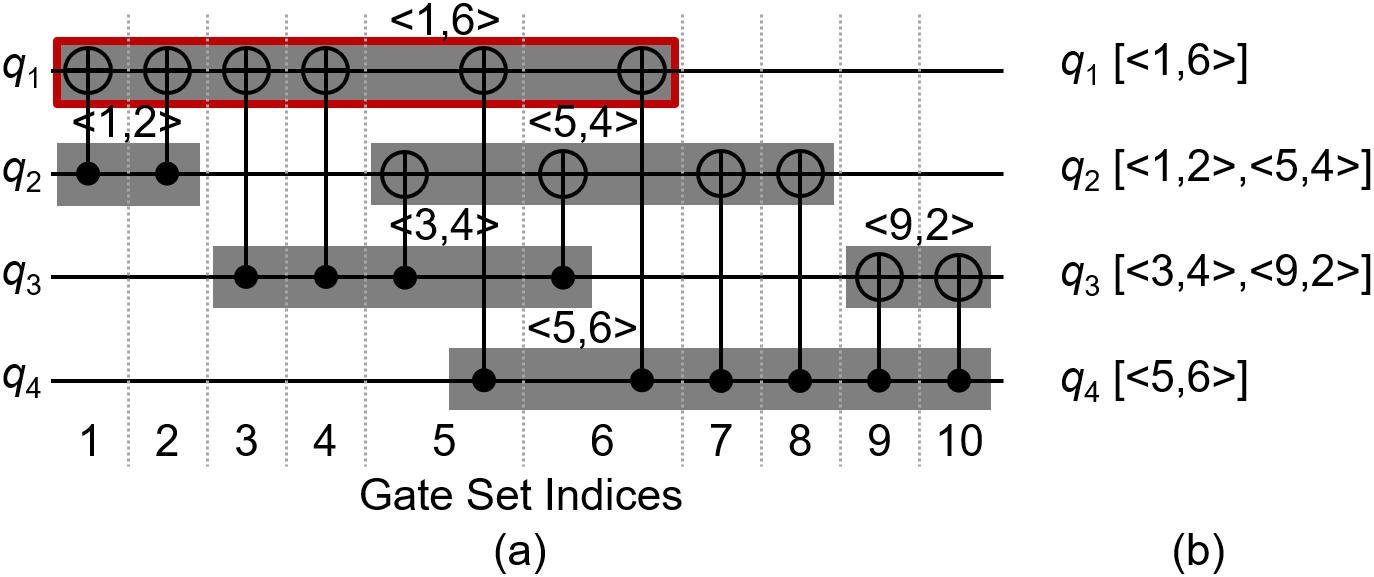 <1,6>
q1
q1 [<1,6>]
<1,2>
<5,4>
q2
q2 [<1,2>,<5,4>]
<3,4>
<9,2>
q3
q3 [<3,4>,<9,2>]
<5,6>
q4
q4 [<5,6>]
1 2 3 4 5 6 7 8 9 10
Gate Set Indices
(a)
(b)